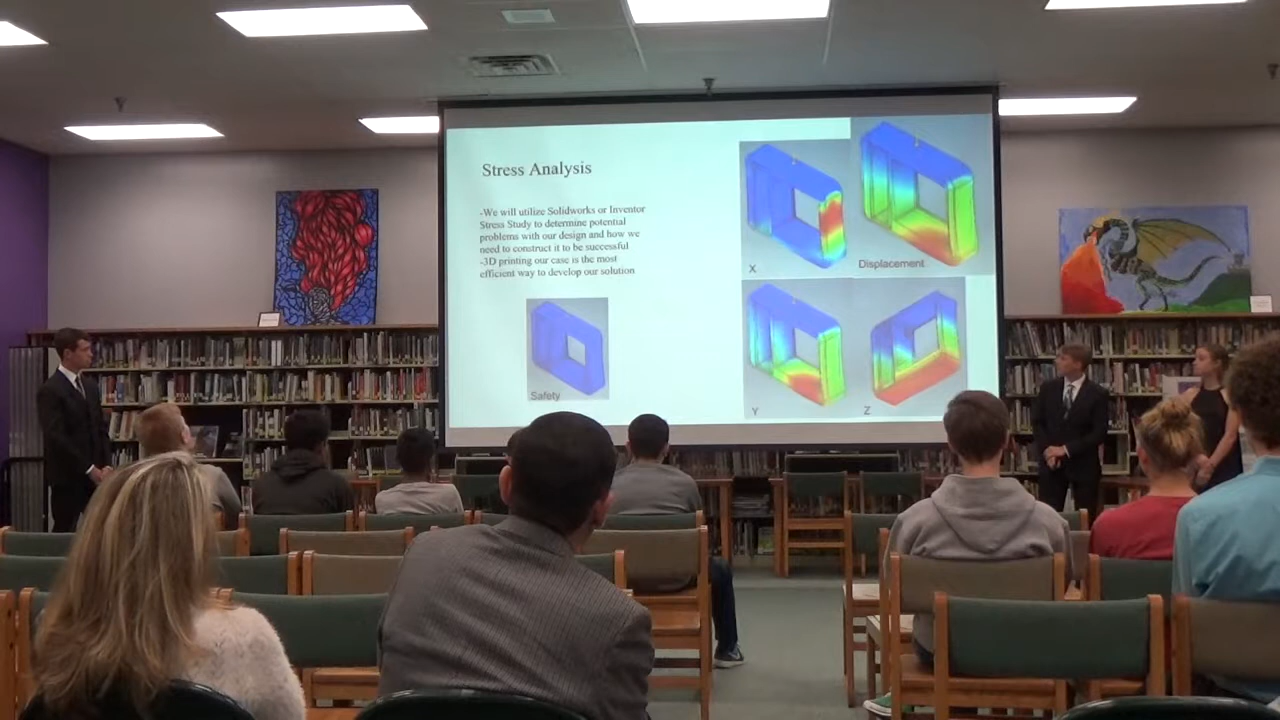 Stress Analysis
-We will utilize Solidworks or Inventor
Stress Study to determine potential
problems with our design and how we
need to construct it to be successful
-3D printing our case is the most
efficient way to develop our solution
Safety
X
Displacement
Y
Z